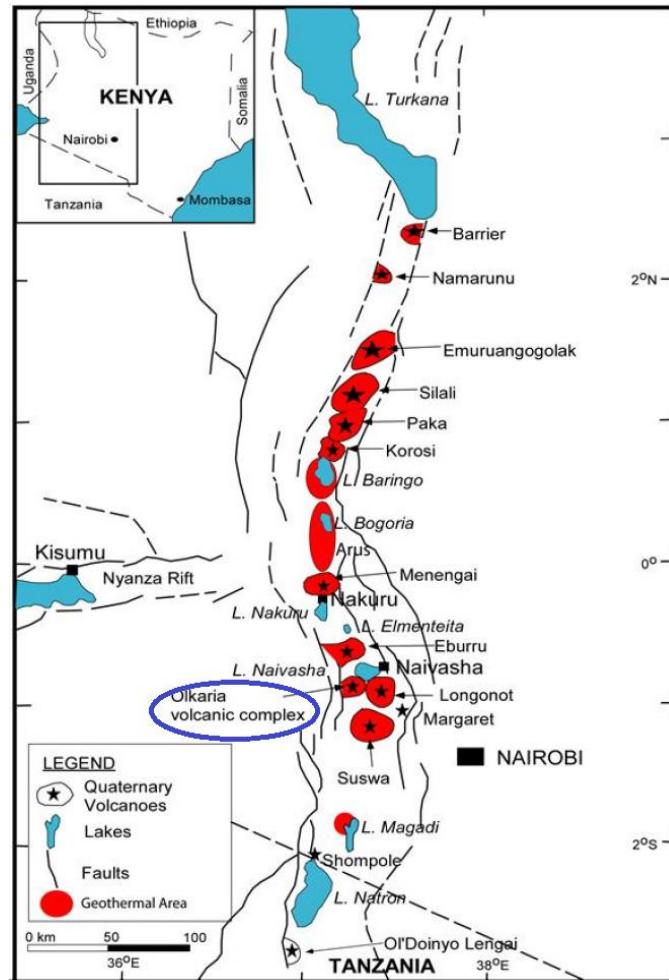 Ethiopia
Uganda
KENYA
Somalia
Nairobi
Mombasa
Tanzania
L. Turkana
Barrier
2°N
Namarunu
Emuruangogolak
Silali
Paka
Korosi
L. Baringo
L. Bogoria
Arus
Kisumu
0°
Nyanza Rift
Menengai
Nakuru
L. Nakuru
L. Elmenteita
Eburru
L. Naivasha
Naivasha
Olkaria
volcanic complex
Longonot
Margaret
NAIROBI
Suswa
LEGEND
Quaternary
Volcanoes
Lakes
Faults
Geothermal Area
0 km 50 100
L. Magadi
2°S
Shompole
L. Natron
Ol'Doinyo Lengai
36°E
TANZANIA
38°E